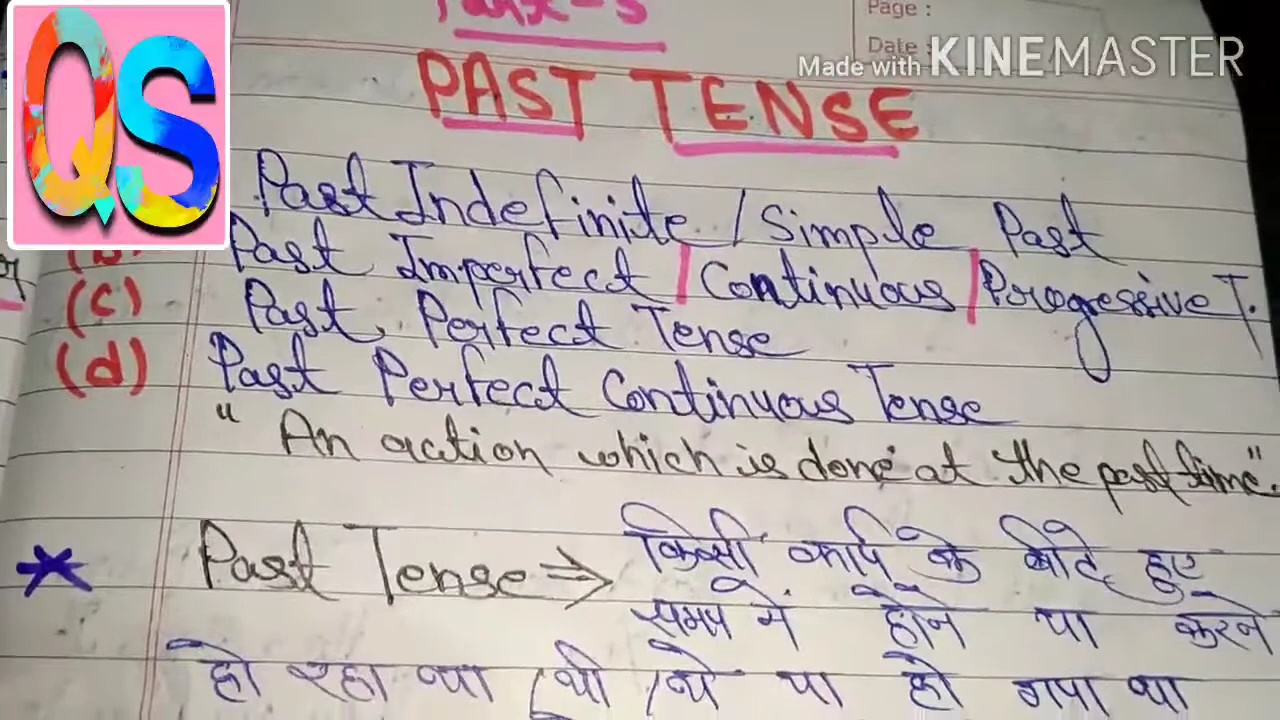 Page :
Date :
Made with KINEMASTER
QS
PAST TENSE
Past Indefinite / Simple Past
Past Imperfect / Continuous / Progressive T.
(c) Past Perfect Tense
(d) Past Perfect Continuous Tense
" An action which is done at the past time".
Past Tense ⇒ किसी कार्य के बीते हुए
समय में होने या करने
हो रहा था / थी / थे या हो गया था